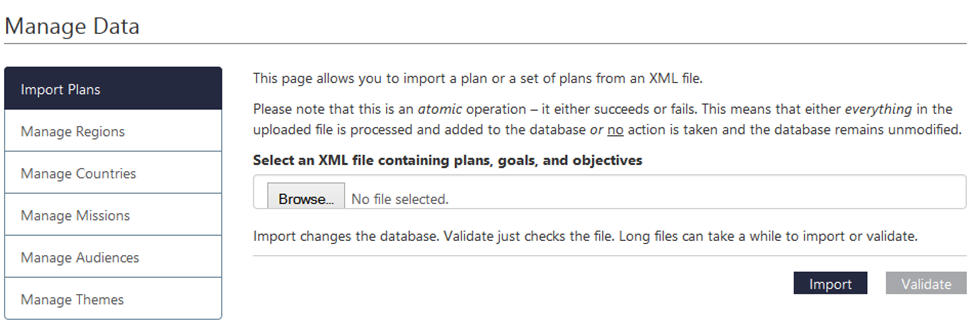 Manage Data
Import Plans
Manage Regions
Manage Countries
Manage Missions
Manage Audiences
Manage Themes
This page allows you to import a plan or a set of plans from an XML file.
Please note that this is an atomic operation – it either succeeds or fails. This means that either everything in the
uploaded file is processed and added to the database or no action is taken and the database remains unmodified.
Select an XML file containing plans, goals, and objectives
Browse... No file selected.
Import changes the database. Validate just checks the file. Long files can take a while to import or validate.
Import Validate